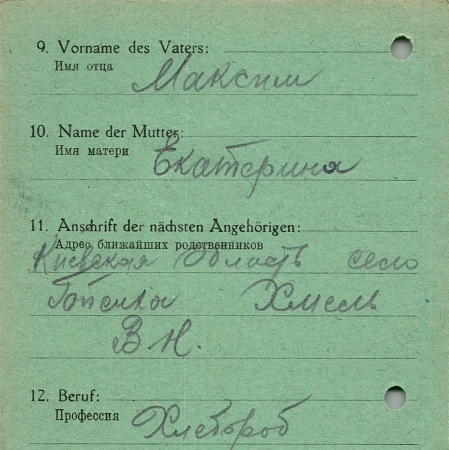 9. Vorname des Vaters:
Имя отца
Максим
10. Name der Mutter:
Имя матери
Екатерина
11. Anschrift der nächsten Angehörigen:
Адрес ближайших родственников
Киевская область село
Хмель
В Н.
12. Beruf:
Профессия
Хлебороб